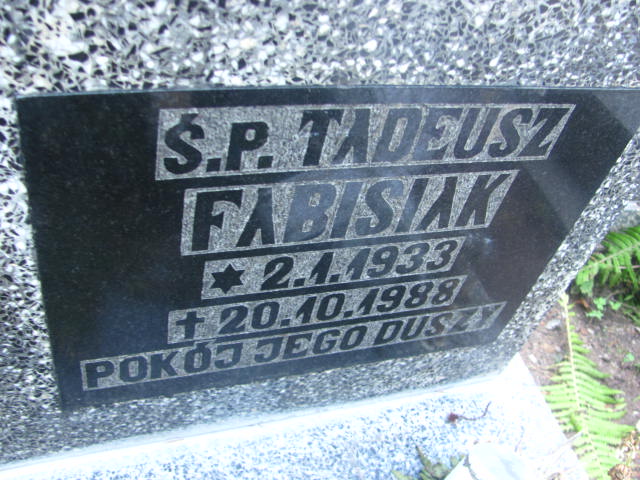 Ś.P. TADEUSZ
FABISIAK
✶ 2.1.1933
✝ 20.10.1988
POKÓJ JEGO DUSZY